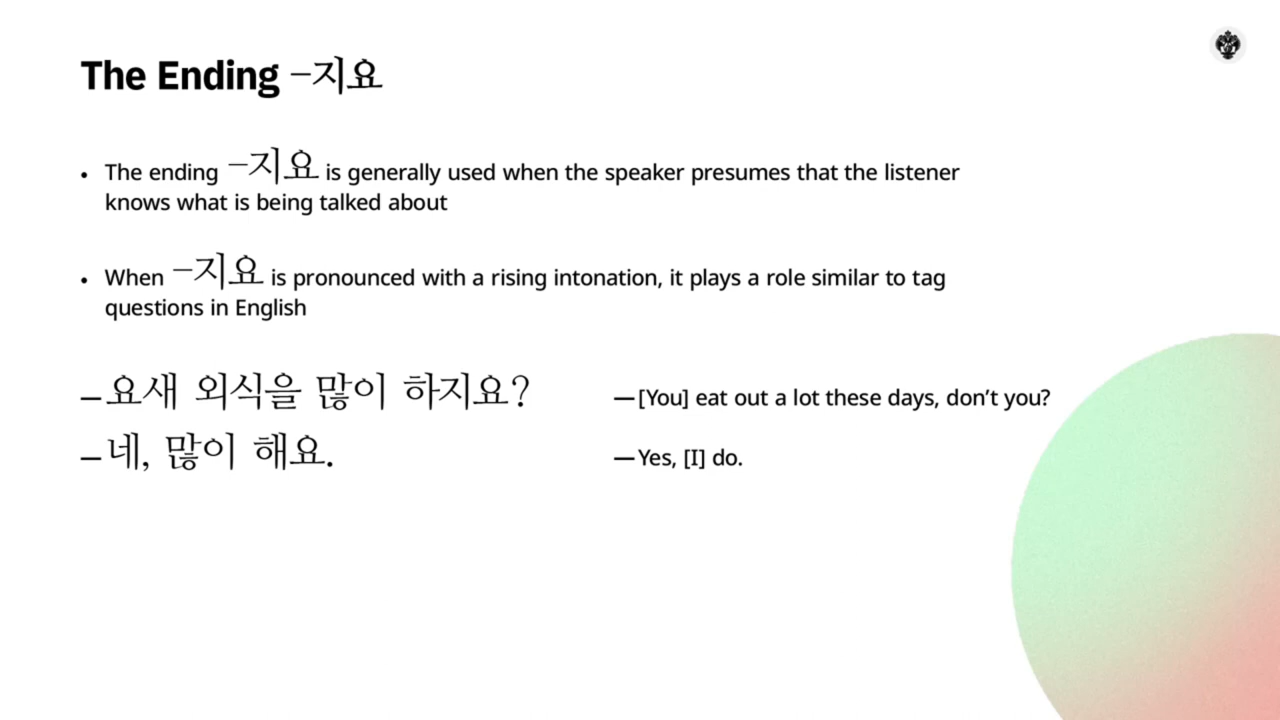 The Ending –지요
• The ending –지요 is generally used when the speaker presumes that the listener
knows what is being talked about
• When –지요 is pronounced with a rising intonation, it plays a role similar to tag
questions in English
—요새 외식을 많이 하지요?
—[You] eat out a lot these days, don’t you?
—네, 많이 해요.
—Yes, [I] do.